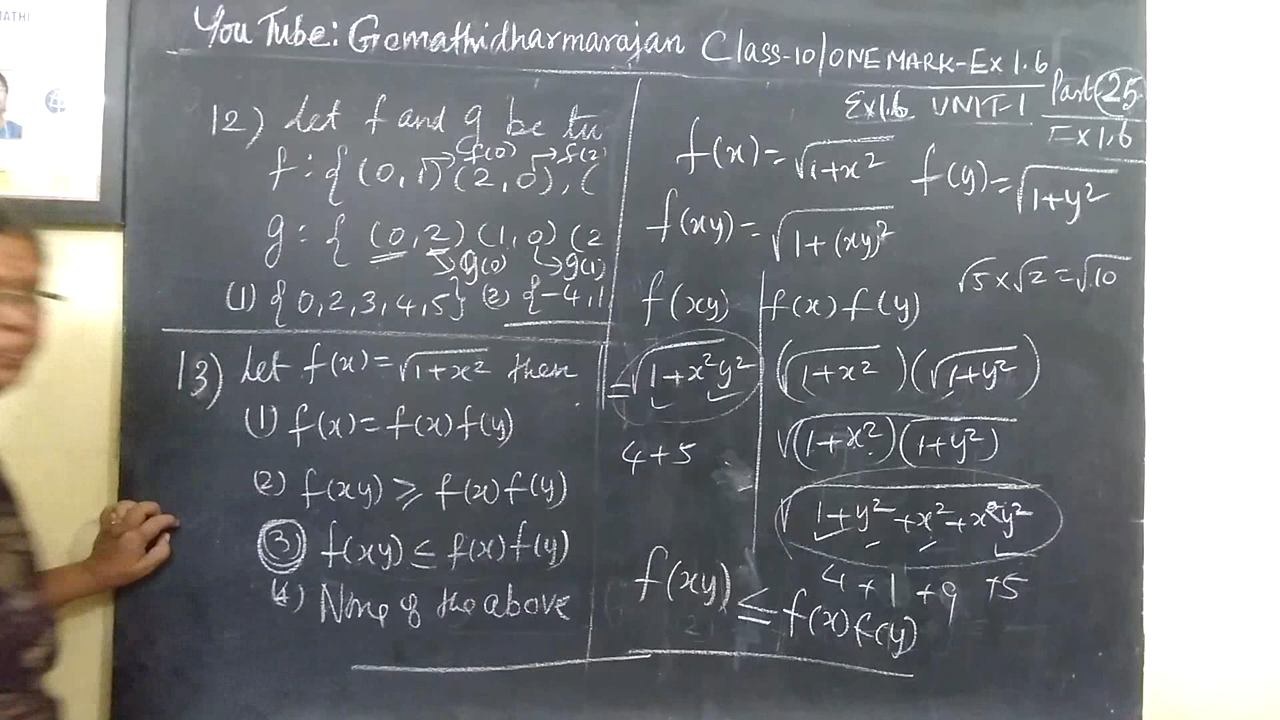 MATHI
You Tube: Gomathidharmarajan Class-10/ONE MARK-Ex 1.6
Part-25
Ex 1.6 UNIT-1
Ex 1.6
12) Let f and g be tw
f(0) f(2)
f : { (0,1) (2,0), (
g : { (0,2) (1,0) (2
g(0) g(1)
(1) {0,2,3,4,5} (2) {-4,1
13) Let f(x) = √1+x² then
(1) f(x) = f(x) f(y)
(2) f(xy) ≥ f(x) f(y)
(3) f(xy) ≤ f(x) f(y)
(4) None of the above
f(x) = √1+x² f(y) = √1+y²
f(xy) = √1+(xy)²
√5 × √2 = √10
f(xy) f(x) f(y)
= √1+x²y² (√1+x²)(√1+y²)
√(1+x²)(1+y²)
4+5
√1+y²+x²+x²y²
4+1+9+5
f(xy) ≤ f(x) f(y)